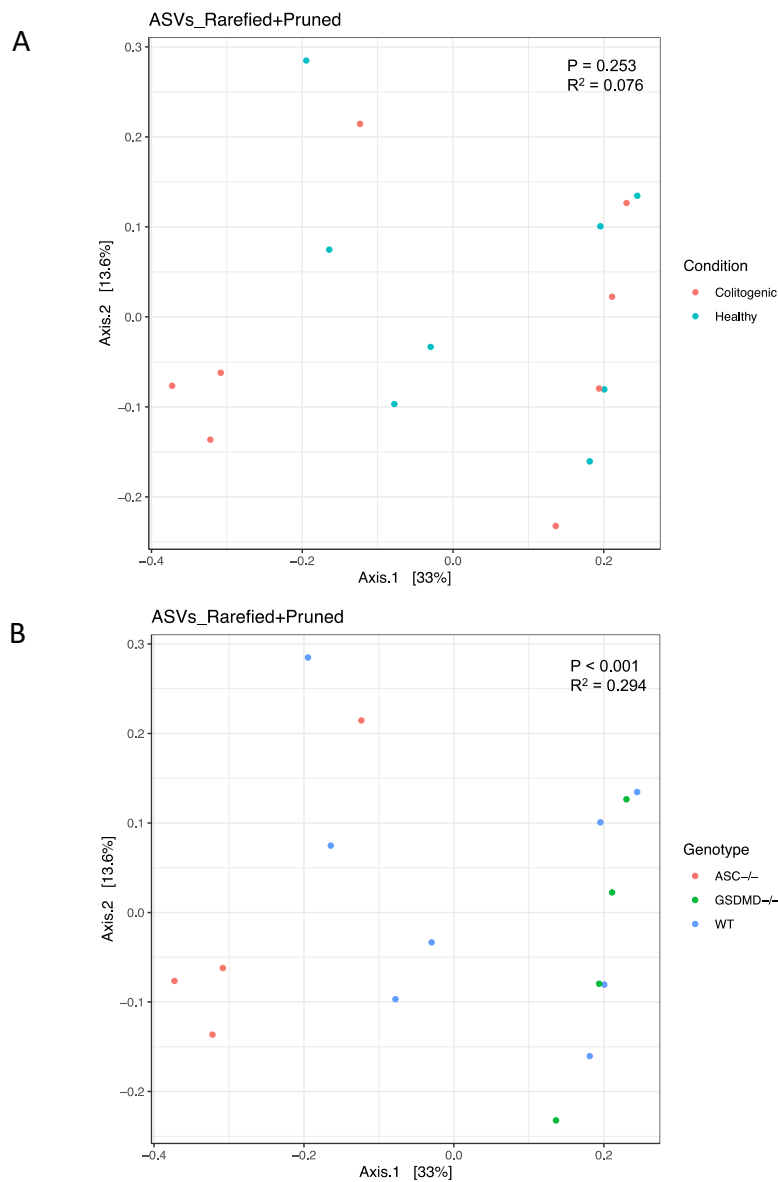 A
ASVs_Rarefied+Pruned
P = 0.253
R² = 0.076
0.3
0.2
0.1
0.0
−0.1
−0.2
Axis.2 [13.6%]
−0.4
−0.2
0.0
0.2
Axis.1 [33%]
Condition
Colitogenic
Healthy
B
ASVs_Rarefied+Pruned
P < 0.001
R² = 0.294
0.3
0.2
0.1
0.0
−0.1
−0.2
Axis.2 [13.6%]
−0.4
−0.2
0.0
0.2
Axis.1 [33%]
Genotype
ASC−/−
GSDMD−/−
WT